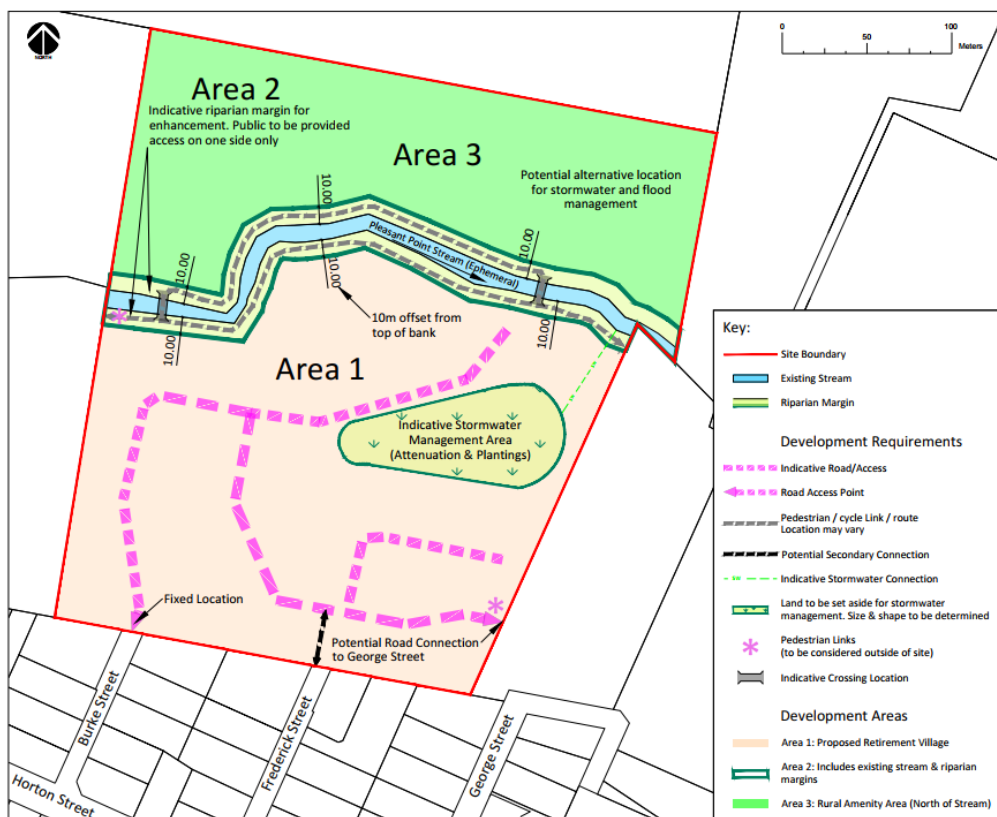 NORTH
0
50
100
Meters
Area 2
Indicative riparian margin for
enhancement. Public to be provided
access on one side only
Area 3
Potential alternative location
for stormwater and flood
management
10.00
10.00
10.00
10.00
10.00
10.00
Pleasant Point Stream (Ephemeral)
10m offset from
top of bank
Area 1
Indicative Stormwater
Management Area
(Attenuation & Plantings)
Fixed Location
Potential Road Connection
to George Street
Burke Street
Frederick Street
George Street
Horton Street
Key:
Site Boundary
Existing Stream
Riparian Margin
Development Requirements
Indicative Road/Access
Road Access Point
Pedestrian / cycle Link / route
Location may vary
Potential Secondary Connection
Indicative Stormwater Connection
Land to be set aside for stormwater
management. Size & shape to be determined
Pedestrian Links
(to be considered outside of site)
Indicative Crossing Location
Development Areas
Area 1: Proposed Retirement Village
Area 2: Includes existing stream & riparian
margins
Area 3: Rural Amenity Area (North of Stream)